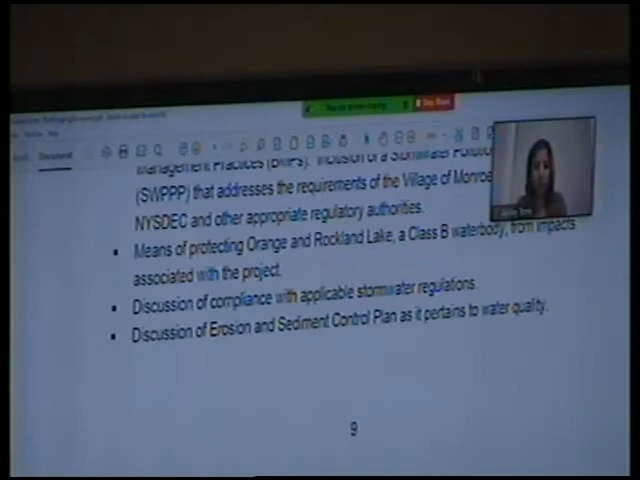 Stop Share
Document
Management Practices (BMPs). Inclusion of a Stormwater
(SWPPP) that addresses the requirements of the Village of Monroe
NYSDEC and other appropriate regulatory authorities.
▪ Means of protecting Orange and Rockland Lake, a Class B waterbody, from impacts
associated with the project.
▪ Discussion of compliance with applicable stormwater regulations.
▪ Discussion of Erosion and Sediment Control Plan as it pertains to water quality.
9